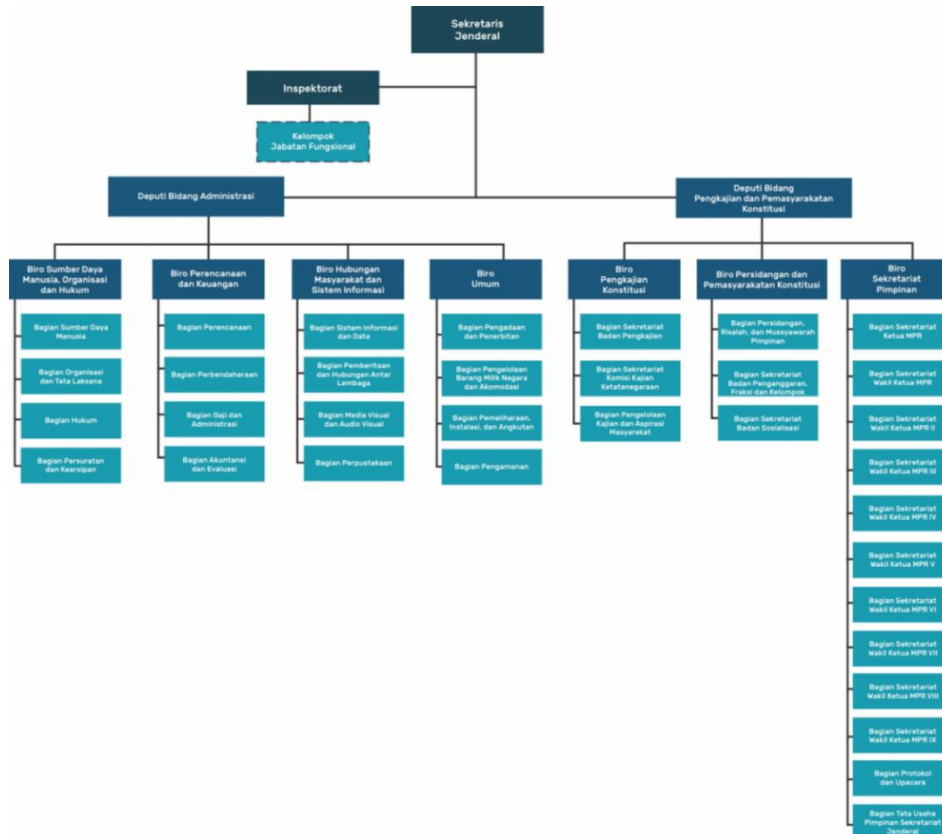 Sekretaris
Jenderal
Inspektorat
Kelompok
Jabatan Fungsional
Deputi Bidang Administrasi
Deputi Bidang
Pengkajian dan Pemasyarakatan
Konstitusi
Biro Sumber Daya
Manusia, Organisasi
dan Hukum
Bagian Sumber Daya
Manusia
Bagian Organisasi
dan Tata Laksana
Bagian Hukum
Bagian Persuratan
dan Kearsipan
Biro Perencanaan
dan Keuangan
Bagian Perencanaan
Bagian Perbendaharaan
Bagian Gaji dan
Administrasi
Bagian Akuntansi
dan Evaluasi
Biro Hubungan
Masyarakat dan
Sistem Informasi
Bagian Sistem Informasi
dan Data
Bagian Pemberitaan
dan Hubungan Antar
Lembaga
Bagian Media Visual
dan Audio Visual
Bagian Perpustakaan
Biro
Umum
Bagian Pengadaan
dan Penerbitan
Bagian Pengelolaan
Barang Milik Negara
dan Akomodasi
Bagian Pemeliharaan,
Instalasi, dan Angkutan
Bagian Pengamanan
Biro
Pengkajian
Konstitusi
Bagian Sekretariat
Badan Pengkajian
Bagian Sekretariat
Komisi Kajian
Ketatanegaraan
Bagian Pengelolaan
Kajian dan Aspirasi
Masyarakat
Biro Persidangan dan
Pemasyarakatan Konstitusi
Bagian Persidangan,
Risalah, dan Mussyawarah
Pimpinan
Bagian Sekretariat
Badan Penganggaran,
Fraksi dan Kelompok
Bagian Sekretariat
Badan Sosialisasi
Biro
Sekretariat
Pimpinan
Bagian Sekretariat
Ketua MPR
Bagian Sekretariat
Wakil Ketua MPR
Bagian Sekretariat
Wakil Ketua MPR II
Bagian Sekretariat
Wakil Ketua MPR III
Bagian Sekretariat
Wakil Ketua MPR IV
Bagian Sekretariat
Wakil Ketua MPR V
Bagian Sekretariat
Wakil Ketua MPR VI
Bagian Sekretariat
Wakil Ketua MPR VII
Bagian Sekretariat
Wakil Ketua MPR VIII
Bagian Sekretariat
Wakil Ketua MPR IX
Bagian Protokol
dan Upacara
Bagian Tata Usaha
Pimpinan Sekretariat
Jenderal